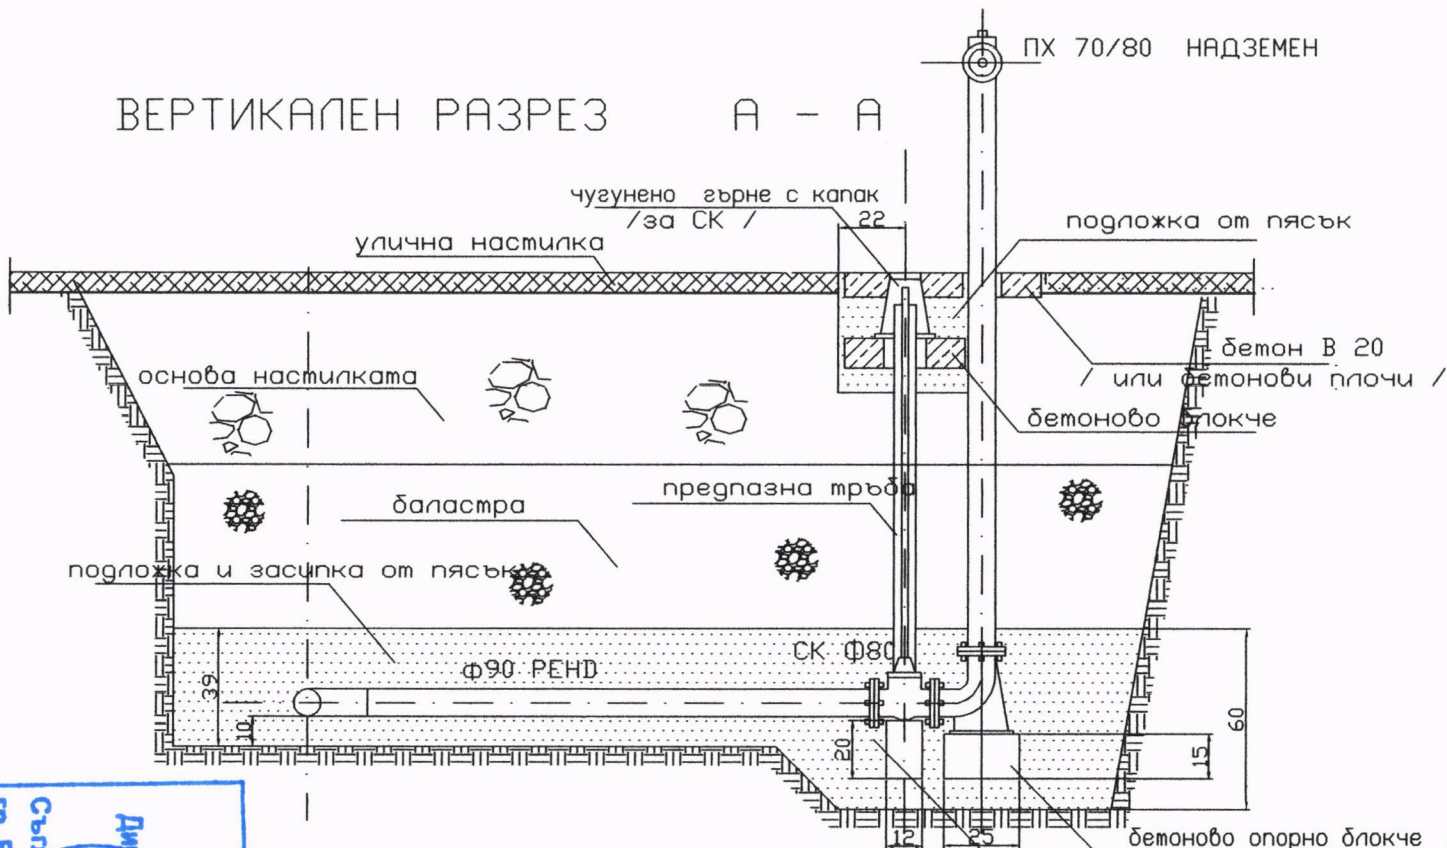 ПХ 70/80 НАДЗЕМЕН
ВЕРТИКАЛЕН РАЗРЕЗ А - А
чугунено гърне с капак
/за СК /
22
подложка от пясък
улична настилка
бетон В 20
/ или бетонови плочи /
основа настилката
бетоново блокче
предпазна тръба
баластра
подложка и засипка от пясък
СК Ф80
Ф90 PEHD
39
10
20
60
15
12
25
бетоново опорно блокче